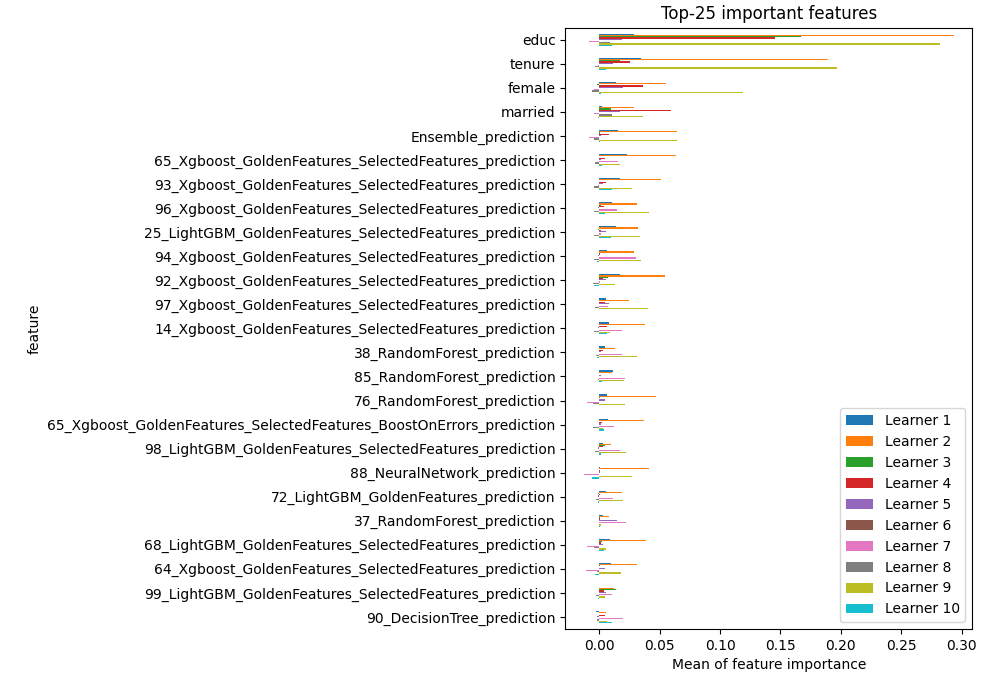 Top-25 important features
educ
tenure
female
married
Ensemble_prediction
65_Xgboost_GoldenFeatures_SelectedFeatures_prediction
93_Xgboost_GoldenFeatures_SelectedFeatures_prediction
96_Xgboost_GoldenFeatures_SelectedFeatures_prediction
25_LightGBM_GoldenFeatures_SelectedFeatures_prediction
94_Xgboost_GoldenFeatures_SelectedFeatures_prediction
92_Xgboost_GoldenFeatures_SelectedFeatures_prediction
97_Xgboost_GoldenFeatures_SelectedFeatures_prediction
14_Xgboost_GoldenFeatures_SelectedFeatures_prediction
38_RandomForest_prediction
85_RandomForest_prediction
76_RandomForest_prediction
65_Xgboost_GoldenFeatures_SelectedFeatures_BoostOnErrors_prediction
98_LightGBM_GoldenFeatures_SelectedFeatures_prediction
88_NeuralNetwork_prediction
72_LightGBM_GoldenFeatures_prediction
37_RandomForest_prediction
68_LightGBM_GoldenFeatures_SelectedFeatures_prediction
64_Xgboost_GoldenFeatures_SelectedFeatures_prediction
99_LightGBM_GoldenFeatures_SelectedFeatures_prediction
90_DecisionTree_prediction
feature
Learner 1
Learner 2
Learner 3
Learner 4
Learner 5
Learner 6
Learner 7
Learner 8
Learner 9
Learner 10
0.00 0.05 0.10 0.15 0.20 0.25 0.30
Mean of feature importance